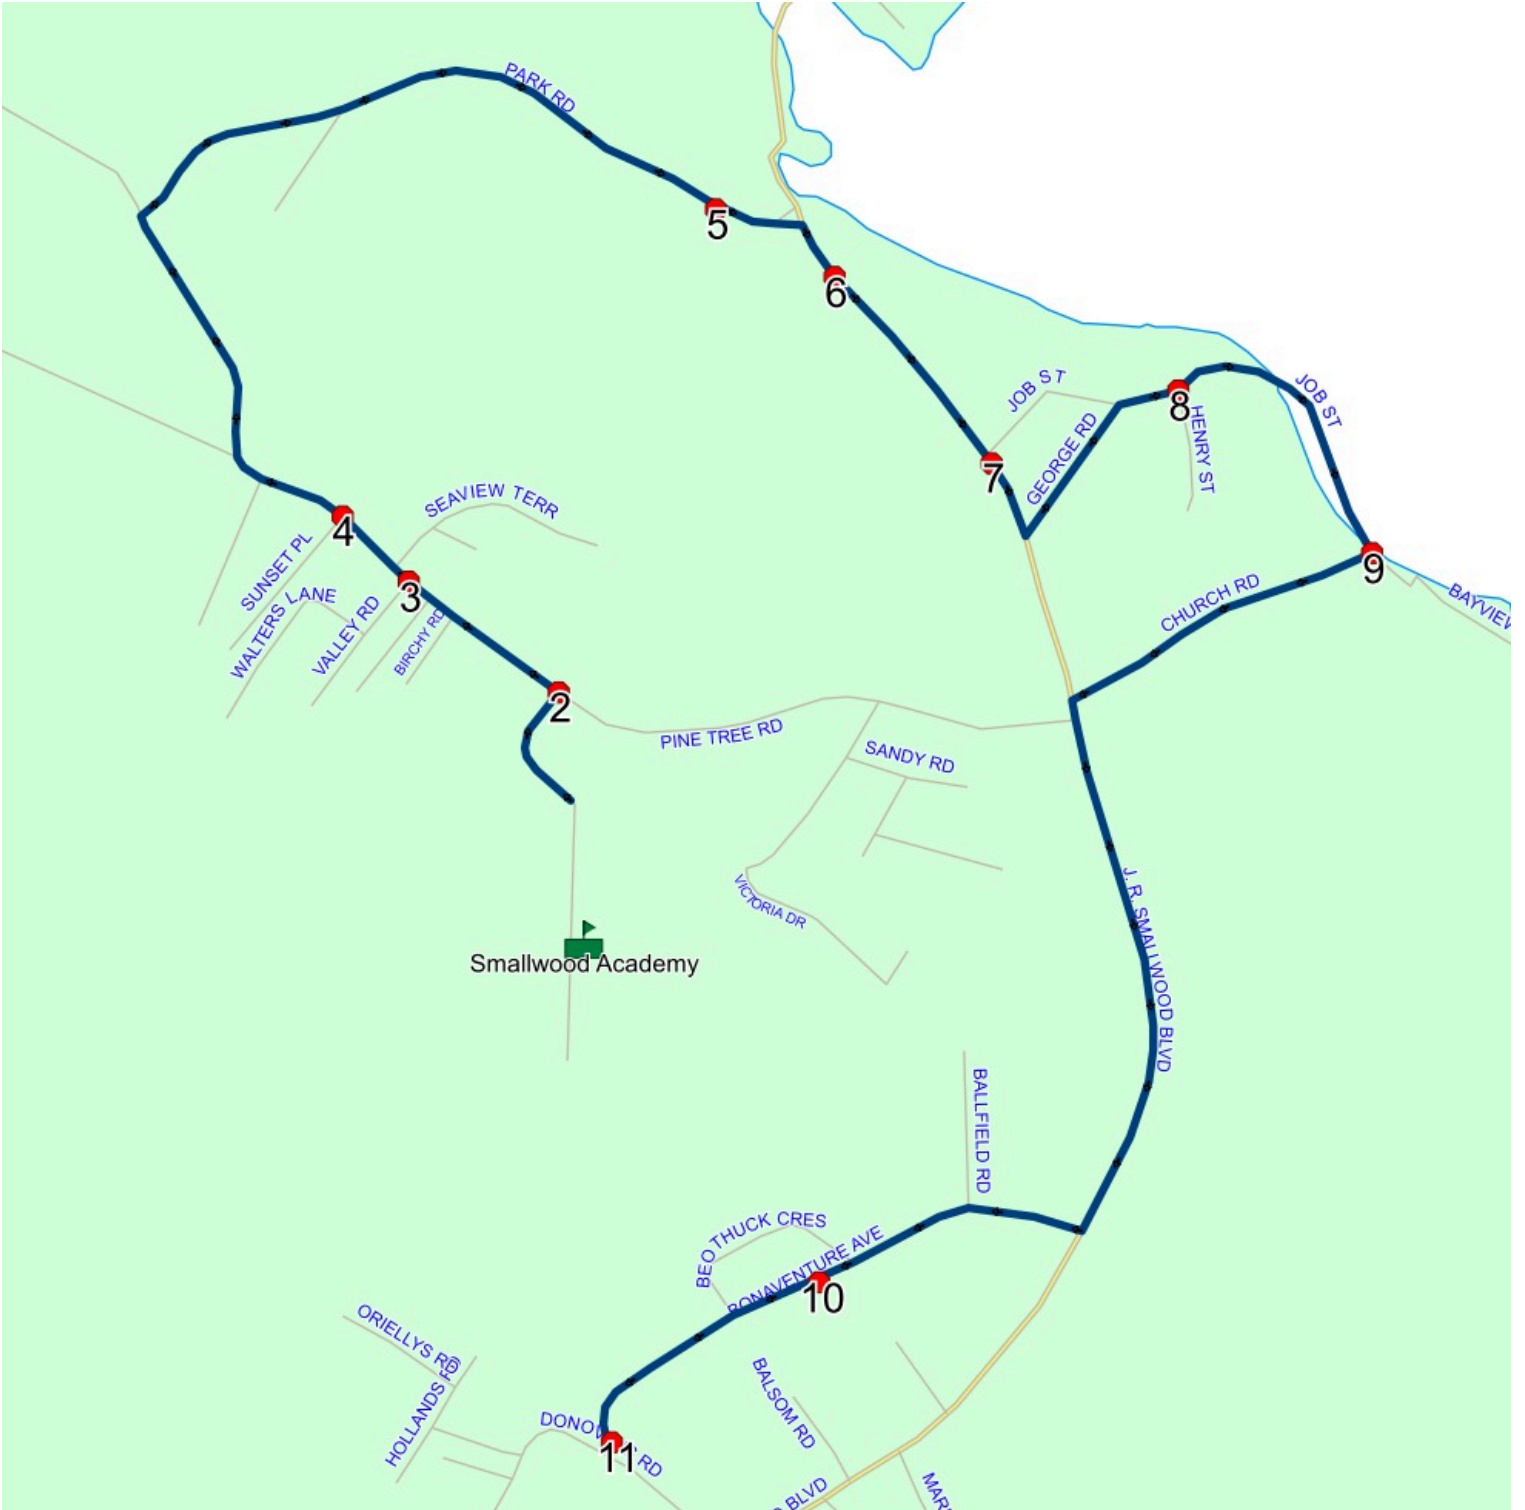 PARK RD
5
6
JOB ST
JOB ST
GEORGE RD
8
HENRY ST
7
SEAVIEW TERR
4
SUNSET PL
WALTERS LANE
3
VALLEY RD
BIRCHY RD
9
CHURCH RD
2
PINE TREE RD
SANDY RD
VICTORIA DR
J. R. SMALLWOOD BLVD
Smallwood Academy
BALLFIELD RD
BEOTHUCK CRES
BONAVENTURE AVE
10
ORIELLYS RD
HOLLANDS RD
BALSOM RD
11
RD
BLVD